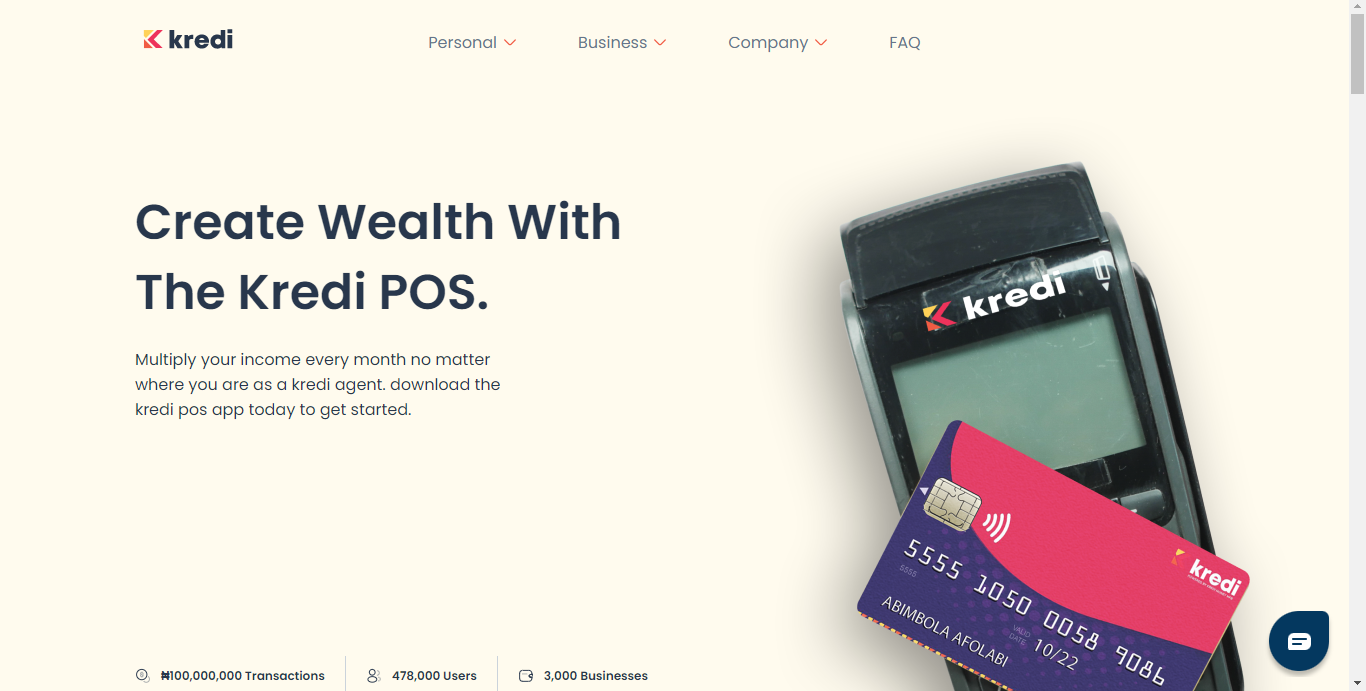 kredi
Personal
Business
Company
FAQ
Create Wealth With
The Kredi POS.
Multiply your income every month no matter
where you are as a kredi agent. download the
kredi pos app today to get started.
₦100,000,000 Transactions
478,000 Users
3,000 Businesses
kredi
kredi
5555 1050 0058 9086
5555
VALID
DATE
10/22
ABIMBOLA AFOLABI